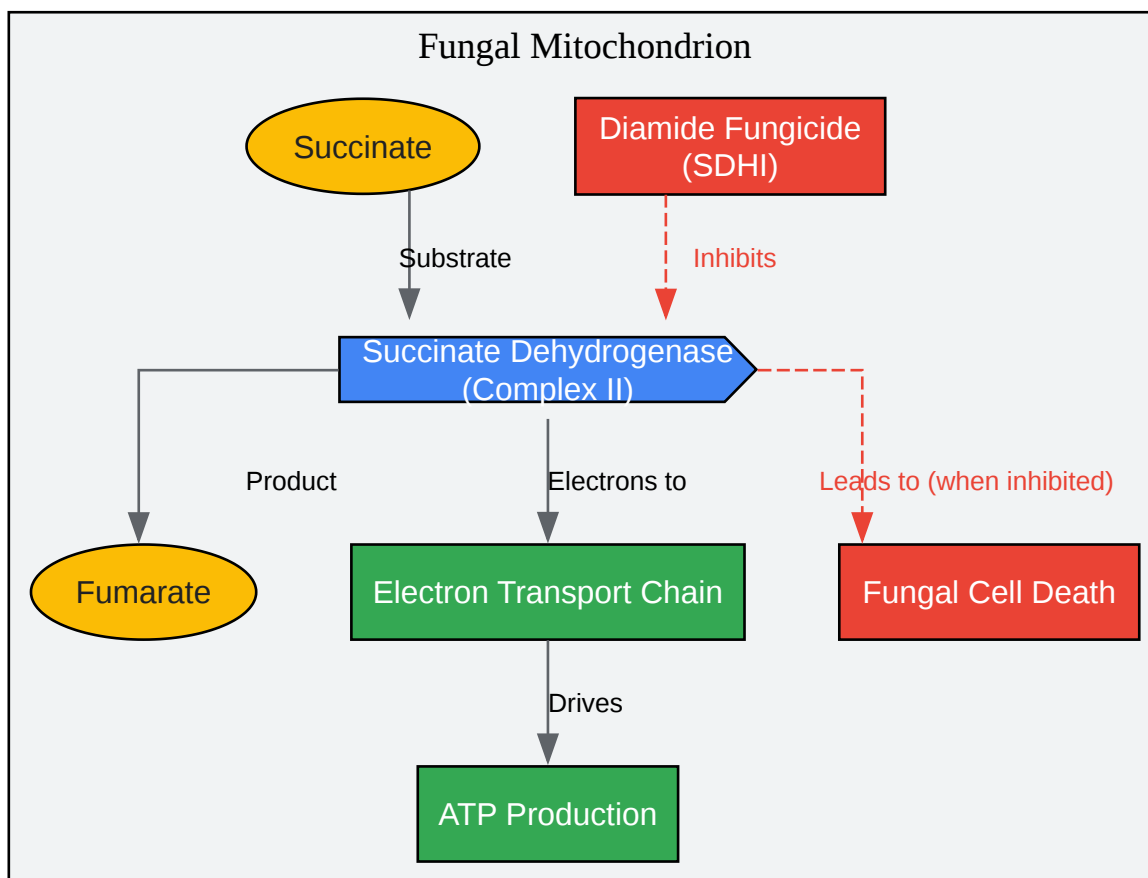 Fungal Mitochondrion
Succinate
Diamide Fungicide
(SDHI)
Substrate
Inhibits
Succinate Dehydrogenase
(Complex II)
Product
Electrons to
Leads to (when inhibited)
Fumarate
Electron Transport Chain
Fungal Cell Death
Drives
ATP Production